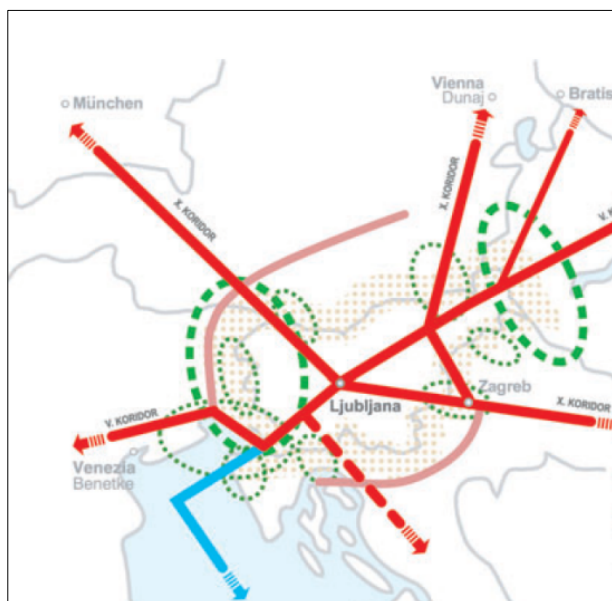 Vienna
Dunaj
Bratis
München
X. KORIDOR
X. KORIDOR
V. K
Zagreb
Ljubljana
X. KORIDOR
V. KORIDOR
Venezia
Benetke